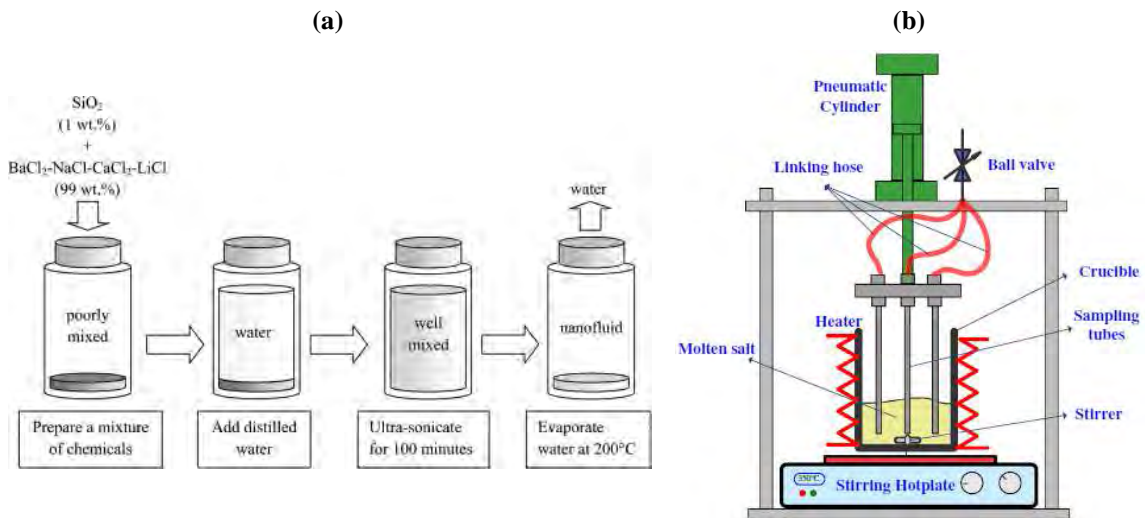 (a)
SiO₂
(1 wt.%)
+
BaCl₂-NaCl-CaCl₂-LiCl
(99 wt.%)
poorly
mixed
water
well
mixed
water
nanofluid
Prepare a mixture
of chemicals
Add distilled
water
Ultra-sonicate
for 100 minutes
Evaporate
water at 200°C
(b)
Pneumatic
Cylinder
Linking hose
Ball valve
Crucible
Heater
Sampling
tubes
Molten salt
Stirrer
350°C
Stirring Hotplate